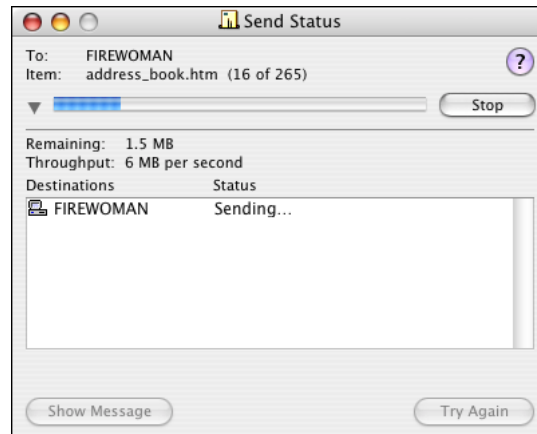 Send Status
To: FIREWOMAN
Item: address_book.htm (16 of 265)
?
Stop
Remaining: 1.5 MB
Throughput: 6 MB per second
Destinations Status
FIREWOMAN Sending...
Show Message Try Again